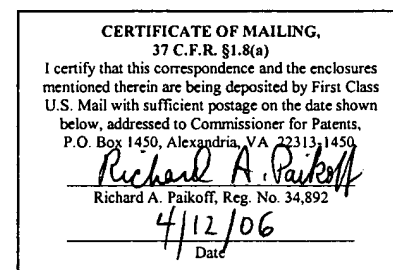 CERTIFICATE OF MAILING,
37 C.F.R. §1.8(a)
I certify that this correspondence and the enclosures
mentioned therein are being deposited by First Class
U.S. Mail with sufficient postage on the date shown
below, addressed to Commissioner for Patents,
P.O. Box 1450, Alexandria, VA 22313-1450
Richard A. Paikoff
Richard A. Paikoff, Reg. No. 34,892
4/12/06
Date